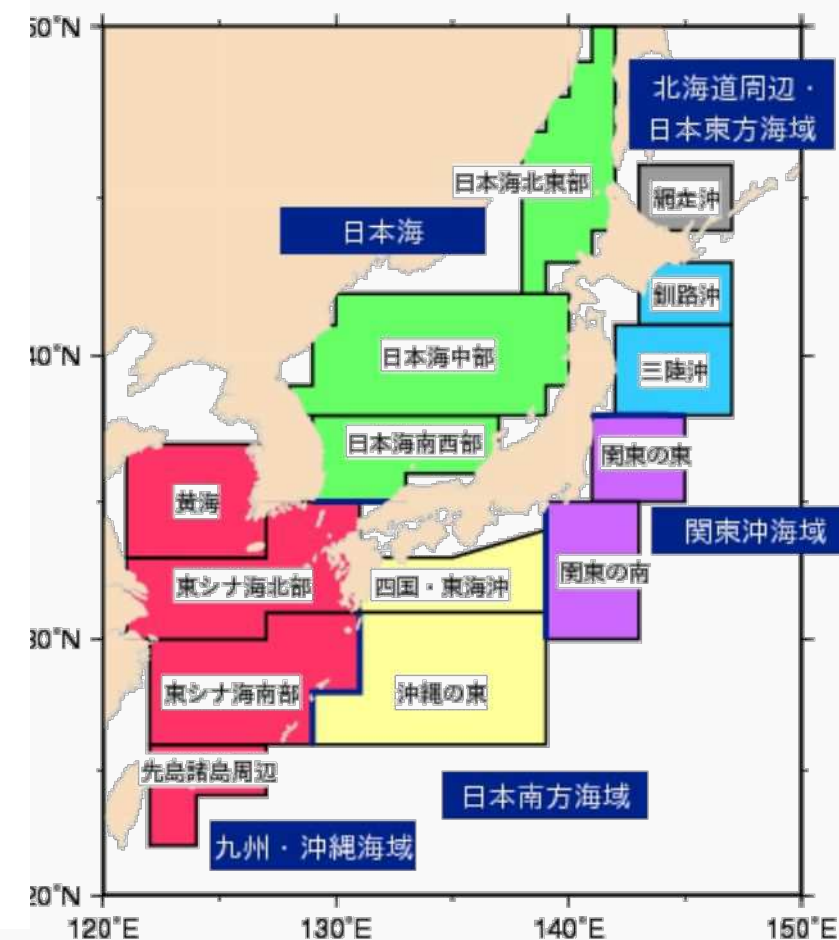 50°N
北海道周辺・
日本東方海域
日本海北東部
網走沖
日本海
釧路沖
40°N
日本海中部
三陸沖
日本海南西部
関東の東
黄海
関東沖海域
東シナ海北部
四国・東海沖
関東の南
30°N
東シナ海南部
沖縄の東
先島諸島周辺
日本南方海域
九州・沖縄海域
20°N
120°E
130°E
140°E
150°E